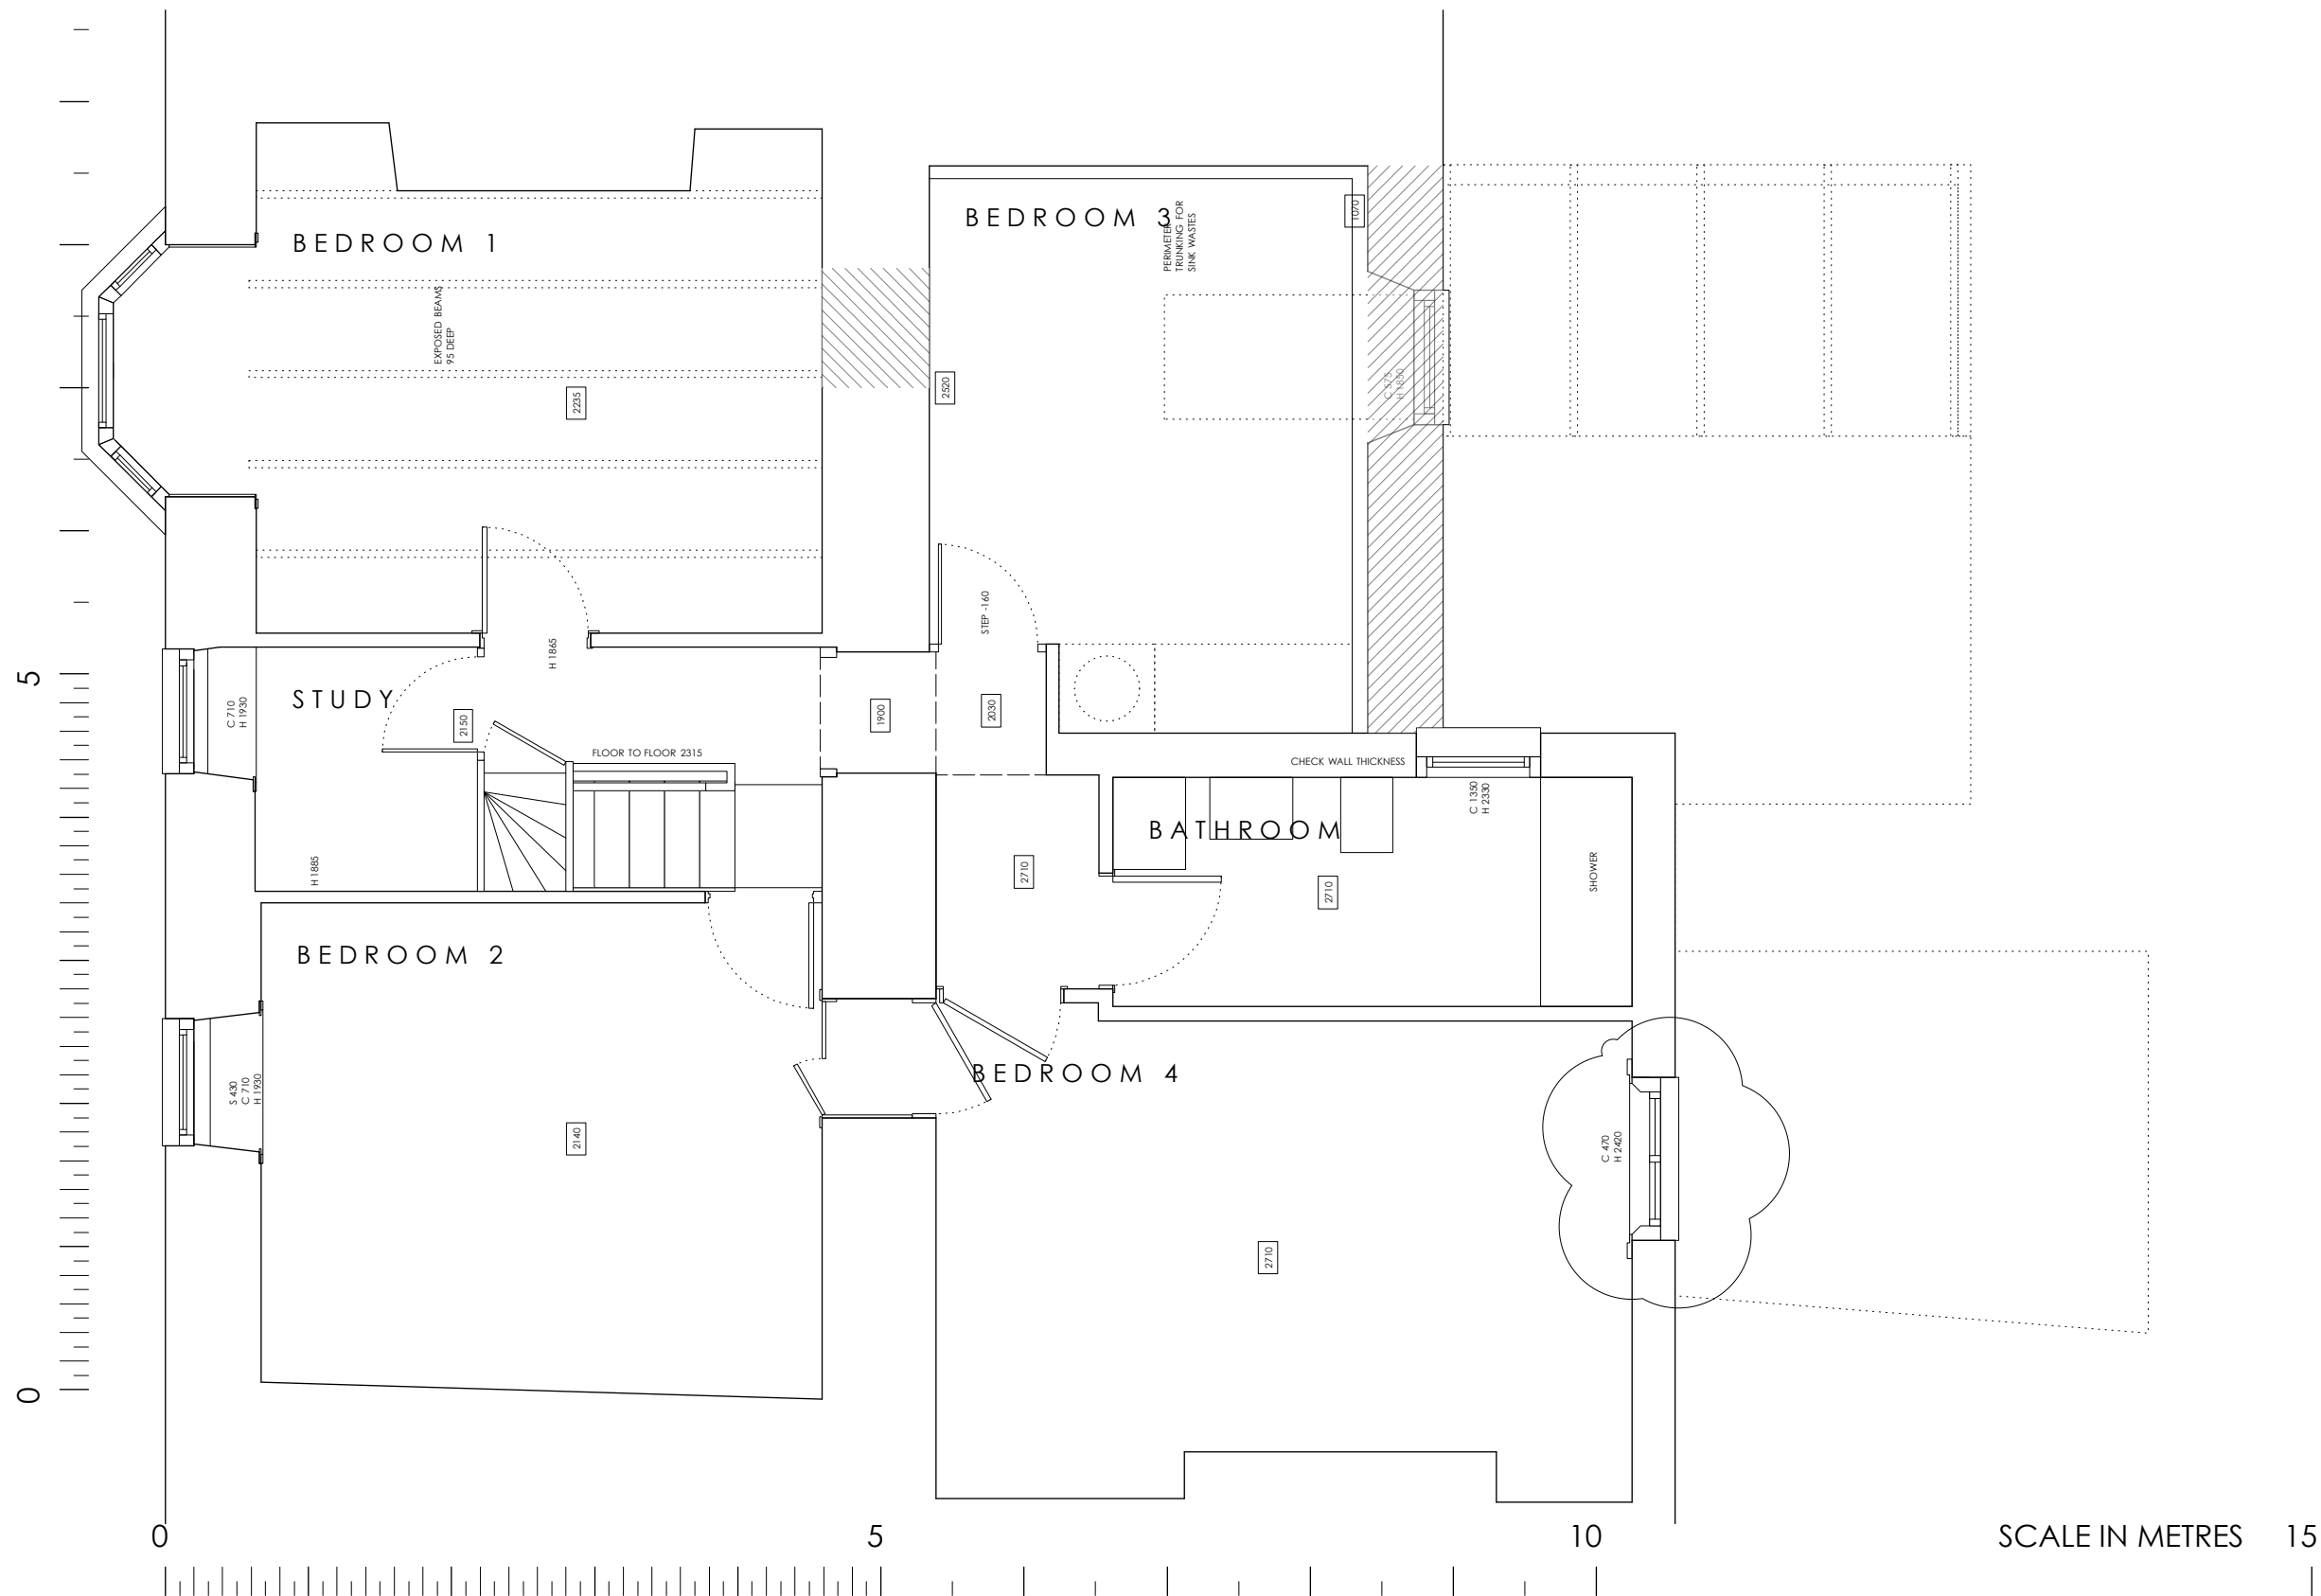 BEDROOM 1
BEDROOM 3
PERIMETER
TRUNKING FOR
SINK WASTES
1070
EXPOSED BEAMS
95 DEEP
2235
2520
C 575
H 1850
STEP -160
H 1865
5
STUDY
C 710
H 1930
2150
1900
2030
FLOOR TO FLOOR 2315
CHECK WALL THICKNESS
C 1350
H 2330
BATHROOM
H 1885
2710
2710
SHOWER
BEDROOM 2
BEDROOM 4
S 430
C 710
H 1930
2140
C 470
H 2420
2710
0
0
5
10
SCALE IN METRES
15